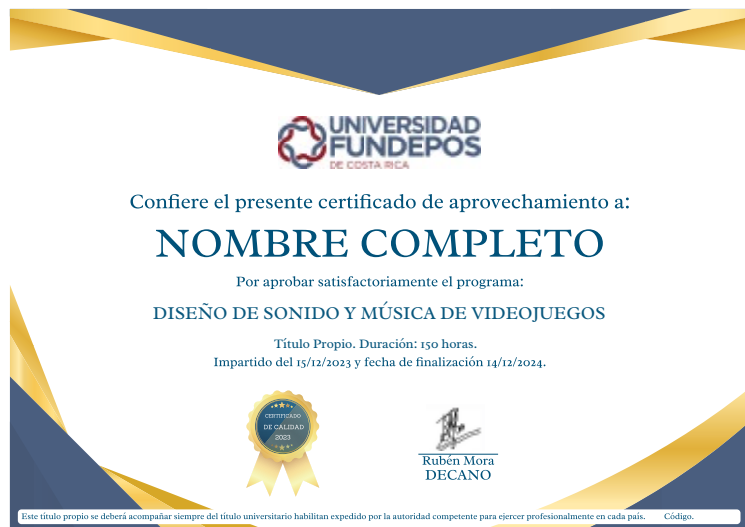 UNIVERSIDAD
FUNDEPOS
DE COSTA RICA
Confiere el presente certificado de aprovechamiento a:
NOMBRE COMPLETO
Por aprobar satisfactoriamente el programa:
DISEÑO DE SONIDO Y MÚSICA DE VIDEOJUEGOS
Título Propio. Duración: 150 horas.
Impartido del 15/12/2023 y fecha de finalización 14/12/2024.
CERTIFICADO
DE CALIDAD
2023
Rubén Mora
DECANO
Este título propio se deberá acompañar siempre del título universitario habilitan expedido por la autoridad competente para ejercer profesionalmente en cada país. Código.